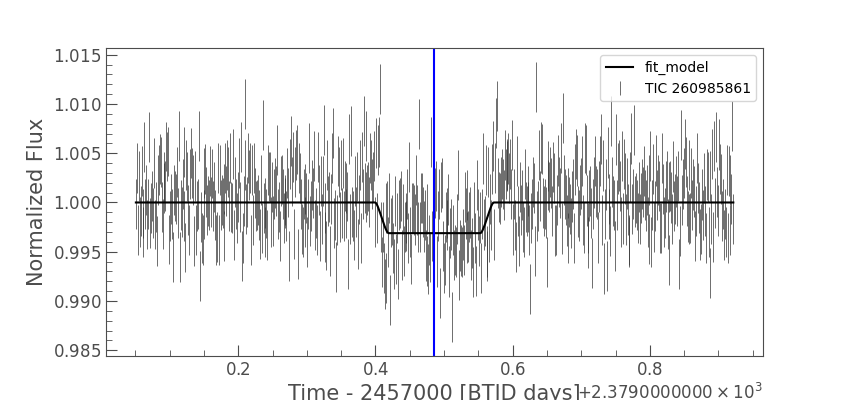 1.015
1.010
1.005
1.000
0.995
0.990
0.985
Normalized Flux
fit_model
TIC 260985861
0.2 0.4 0.6 0.8
Time - 2457000 [BTJD days]
+2.3790000000 × 10³